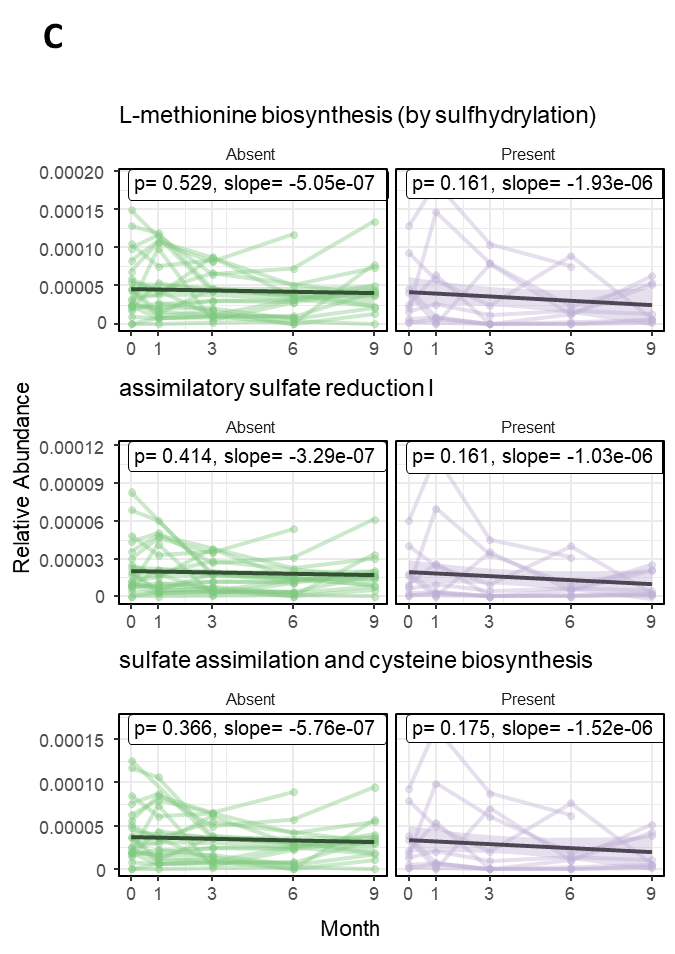 C
L-methionine biosynthesis (by sulfhydrylation)
Absent Present
p= 0.529, slope= -5.05e-07 p= 0.161, slope= -1.93e-06
0.00020
0.00015
0.00010
0.00005
0
0 1 3 6 9 0 1 3 6 9
assimilatory sulfate reduction I
Absent Present
p= 0.414, slope= -3.29e-07 p= 0.161, slope= -1.03e-06
0.00012
0.00009
0.00006
0.00003
0
0 1 3 6 9 0 1 3 6 9
Relative Abundance
sulfate assimilation and cysteine biosynthesis
Absent Present
p= 0.366, slope= -5.76e-07 p= 0.175, slope= -1.52e-06
0.00015
0.00010
0.00005
0
0 1 3 6 9 0 1 3 6 9
Month